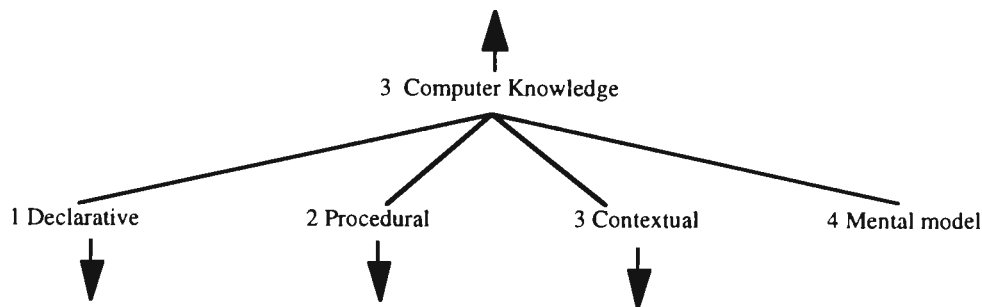 3 Computer Knowledge
1 Declarative 2 Procedural 3 Contextual 4 Mental model